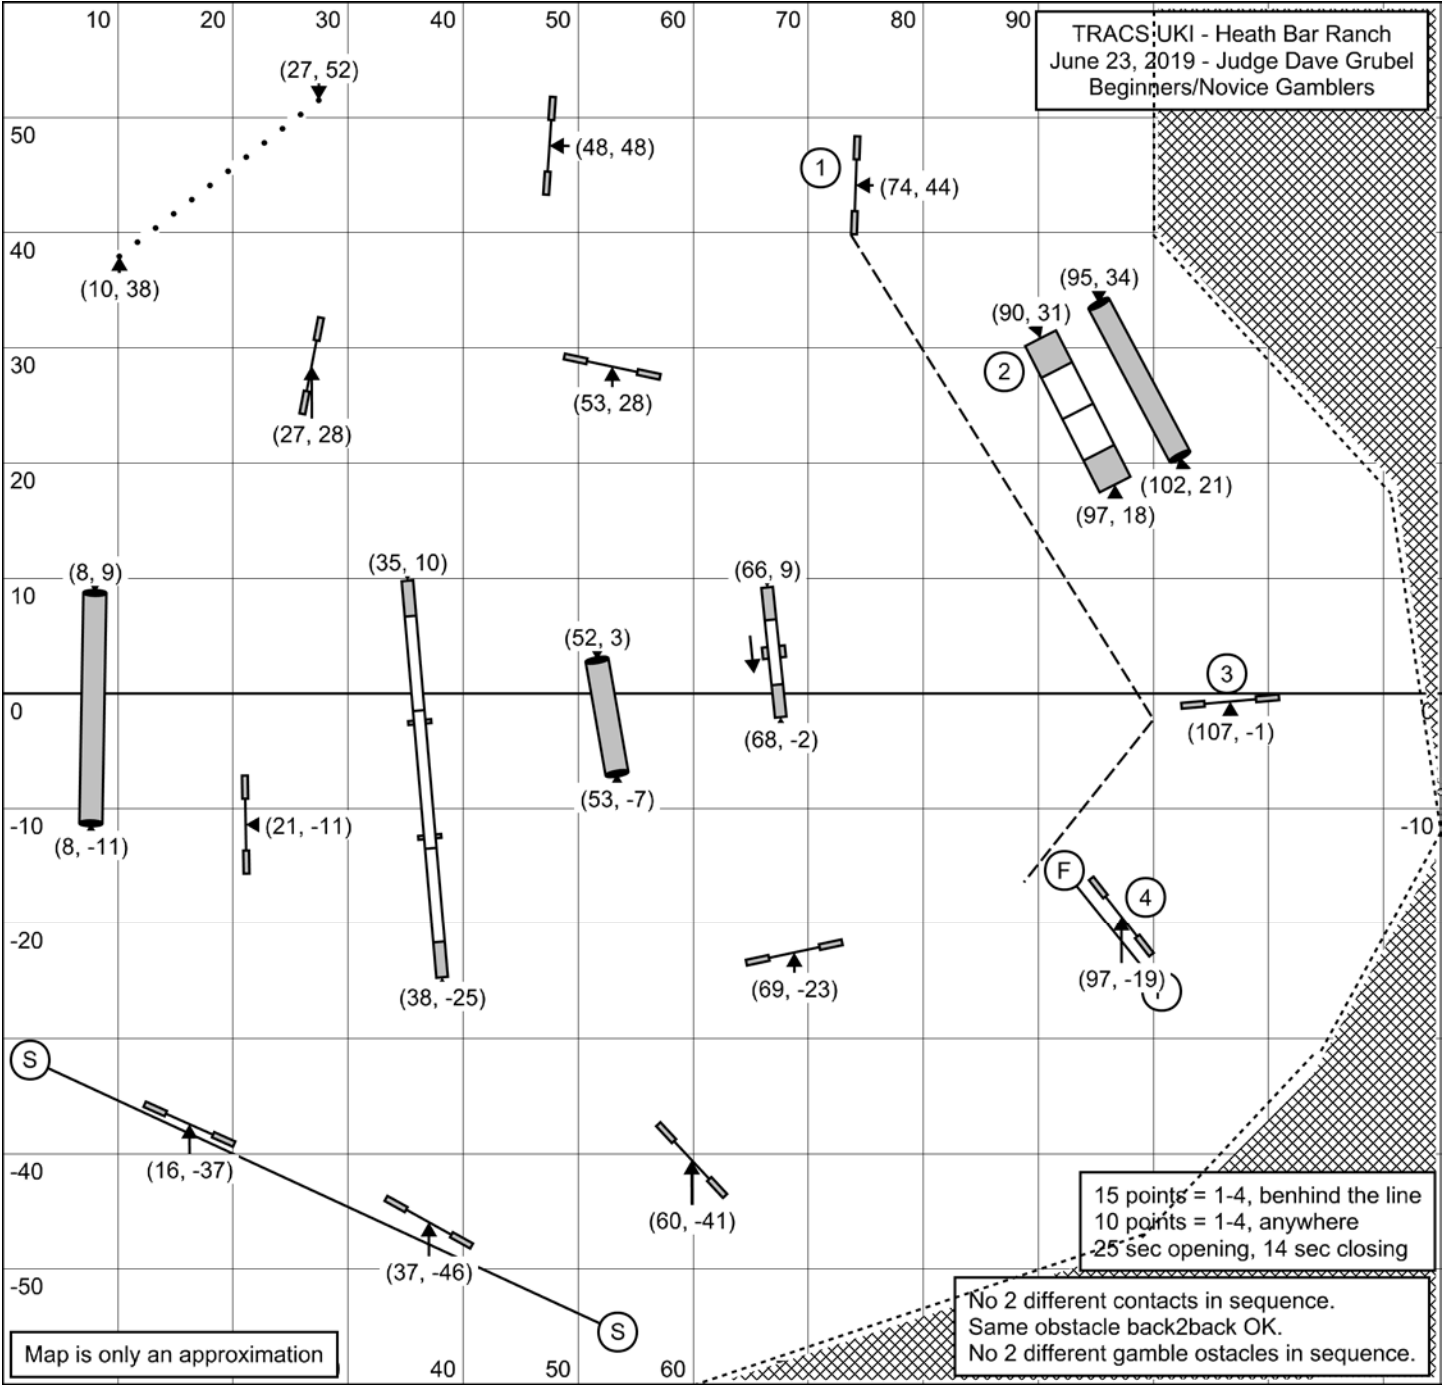 10 20 30 40 50 60 70 80 90
TRACS UKI - Heath Bar Ranch
June 23, 2019 - Judge Dave Grubel
Beginners/Novice Gamblers
(27, 52)
50
(48, 48)
1
(74, 44)
40
(10, 38)
(95, 34)
(90, 31)
30
2
(53, 28)
(27, 28)
20
(102, 21)
(97, 18)
(8, 9)
(35, 10)
(66, 9)
10
(52, 3)
3
0
(107, -1)
(68, -2)
(53, -7)
-10
(21, -11)
-10
(8, -11)
F
4
-20
(97, -19)
(69, -23)
(38, -25)
S
-40
(16, -37)
(60, -41)
(37, -46)
-50
15 points = 1-4, benhind the line
10 points = 1-4, anywhere
25 sec opening, 14 sec closing
No 2 different contacts in sequence.
Same obstacle back2back OK.
No 2 different gamble ostacles in sequence.
S
Map is only an approximation
40 50 60